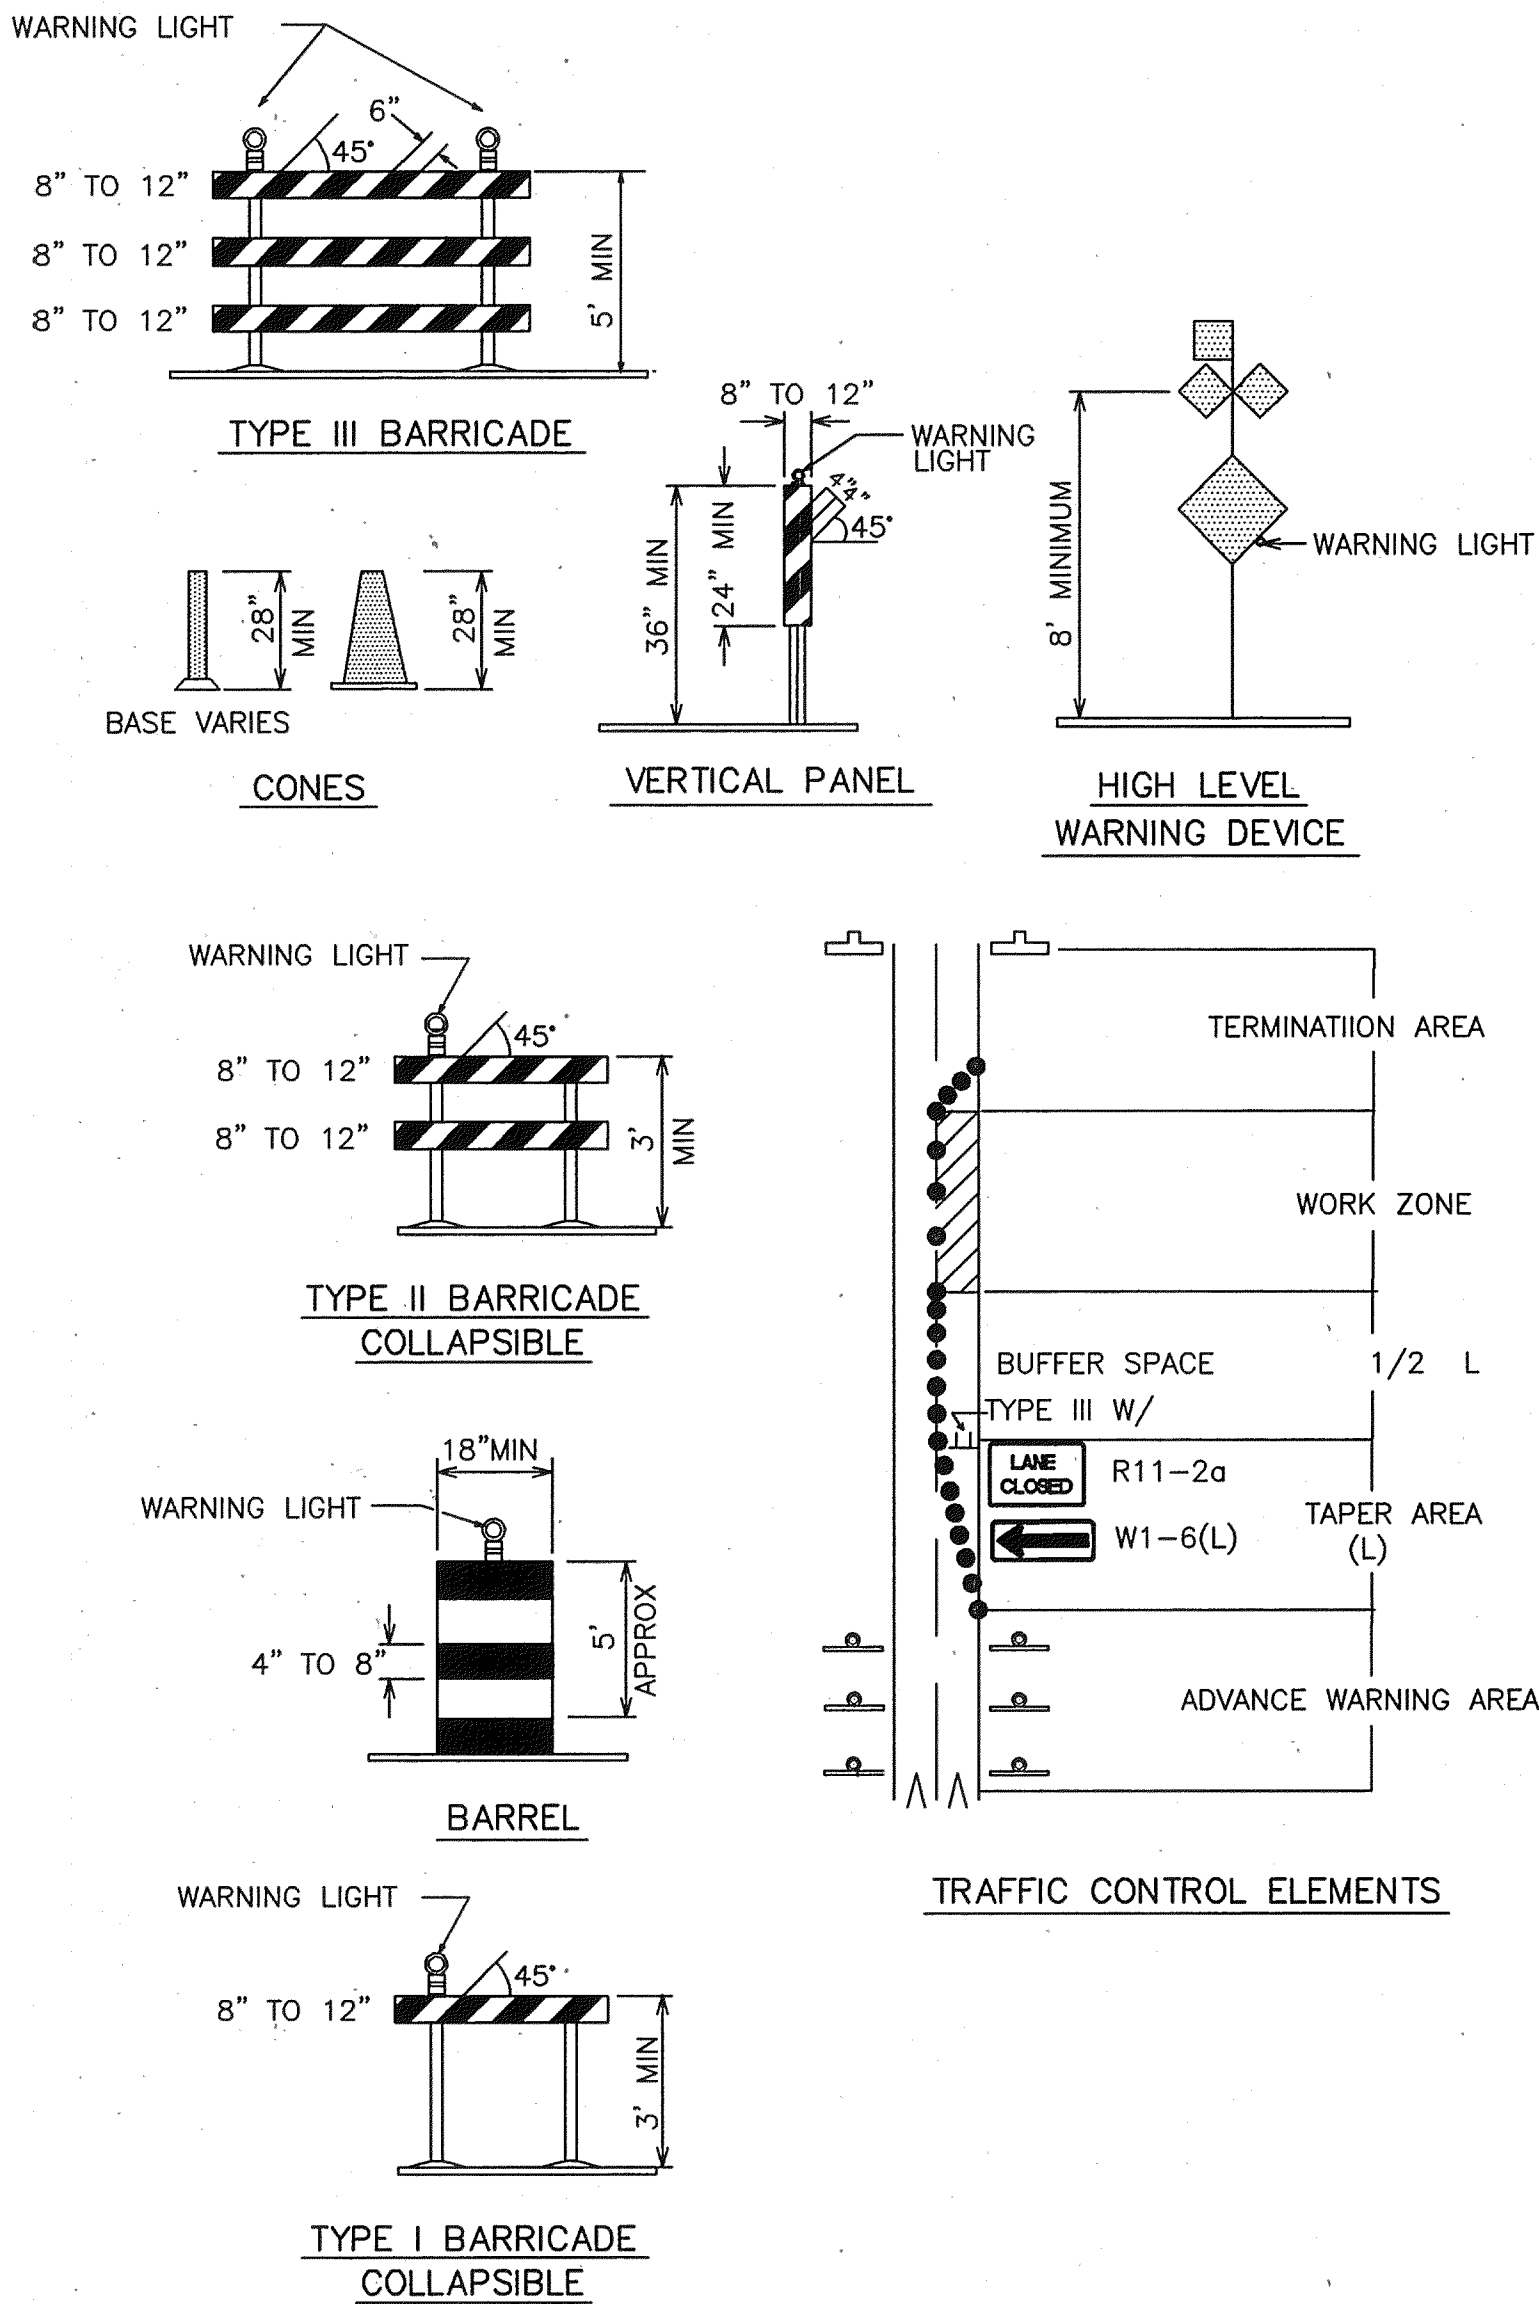 WARNING LIGHT
6"
45°
8" TO 12"
8" TO 12"
8" TO 12"
5' MIN
TYPE III BARRICADE
28" MIN
28" MIN
BASE VARIES
CONES
8" TO 12"
WARNING
LIGHT
4"
4"
45°
36" MIN
24" MIN
VERTICAL PANEL
8' MINIMUM
WARNING LIGHT
HIGH LEVEL
WARNING DEVICE
WARNING LIGHT
45°
8" TO 12"
8" TO 12"
3' MIN
TYPE II BARRICADE
COLLAPSIBLE
18"MIN
WARNING LIGHT
4" TO 8"
5' APPROX
BARREL
WARNING LIGHT
45°
8" TO 12"
3' MIN
TYPE I BARRICADE
COLLAPSIBLE
TERMINATIION AREA
WORK ZONE
BUFFER SPACE 1/2 L
TYPE III W/
LANE
CLOSED
R11-2a
W1-6(L)
TAPER AREA
(L)
ADVANCE WARNING AREA
TRAFFIC CONTROL ELEMENTS